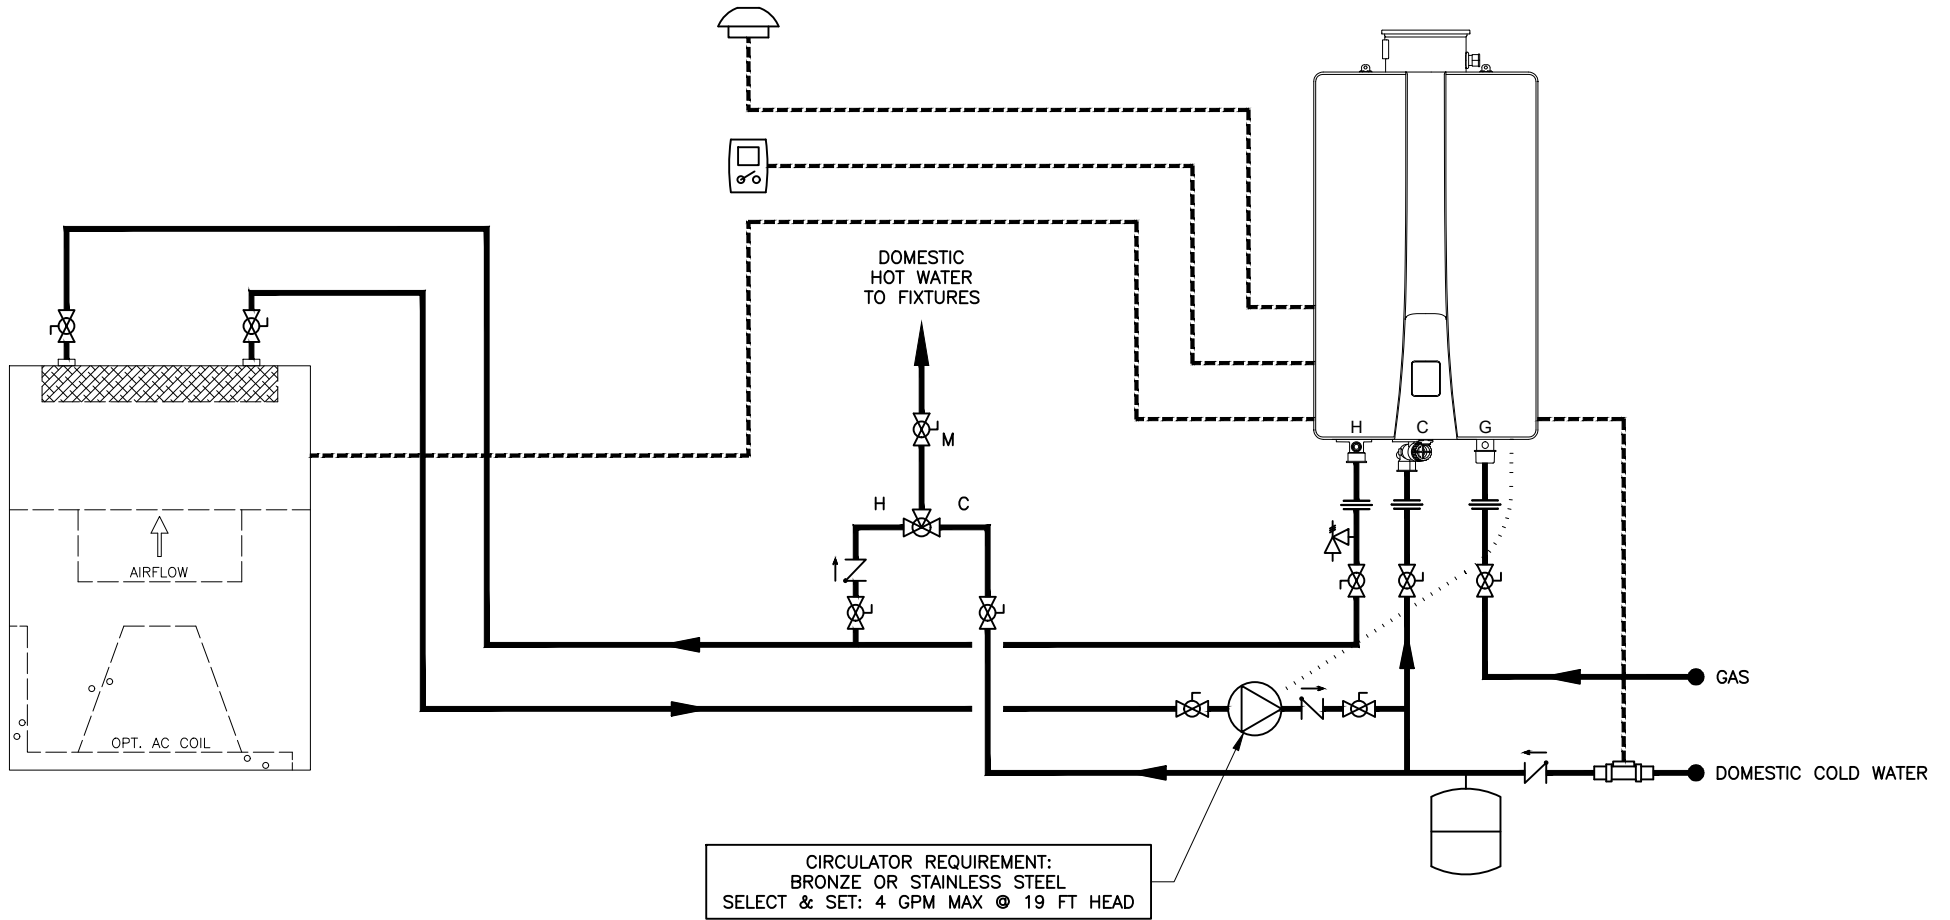 DOMESTIC
HOT WATER
TO FIXTURES
M
H C
H C G
AIRFLOW
OPT. AC COIL
GAS
DOMESTIC COLD WATER
CIRCULATOR REQUIREMENT:
BRONZE OR STAINLESS STEEL
SELECT & SET: 4 GPM MAX @ 19 FT HEAD